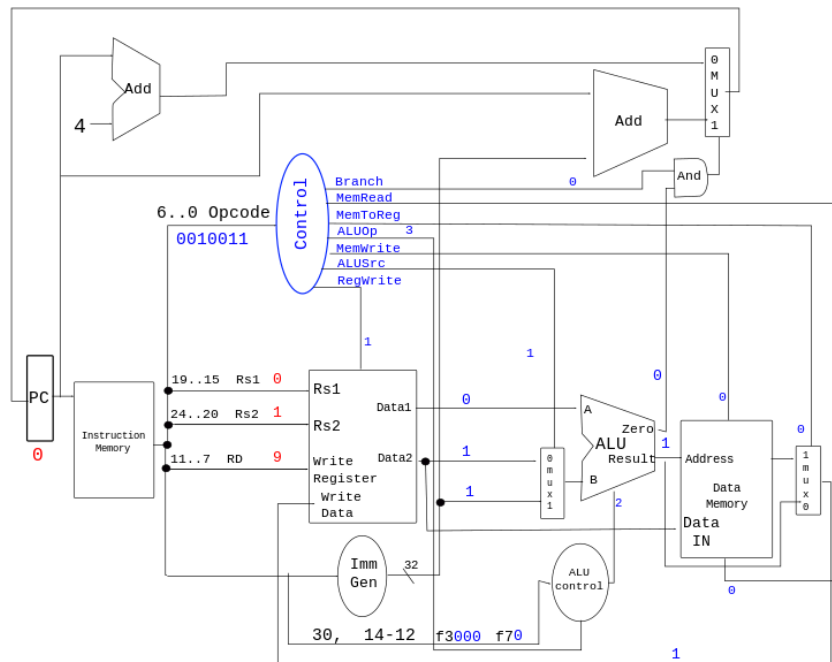 0
M
U
X
1
Add
4
Add
And
Branch 0
MemRead
MemToReg
ALUOp 3
MemWrite
ALUSrc
RegWrite
Control
6..0 Opcode
0010011
1
1
0
0
0
PC
0
Instruction
Memory
19..15 Rs1 0
24..20 Rs2 1
11..7 RD 9
Rs1
Rs2
Write
Register
Write
Data
Data1
Data2
0
1
1
0
m
u
x
1
A
B
ALU
Zero
Result
1
2
Address
Data
Memory
Data
IN
1
m
u
x
0
0
Imm
Gen
32
ALU
control
30, 14-12 f3000 f70
1